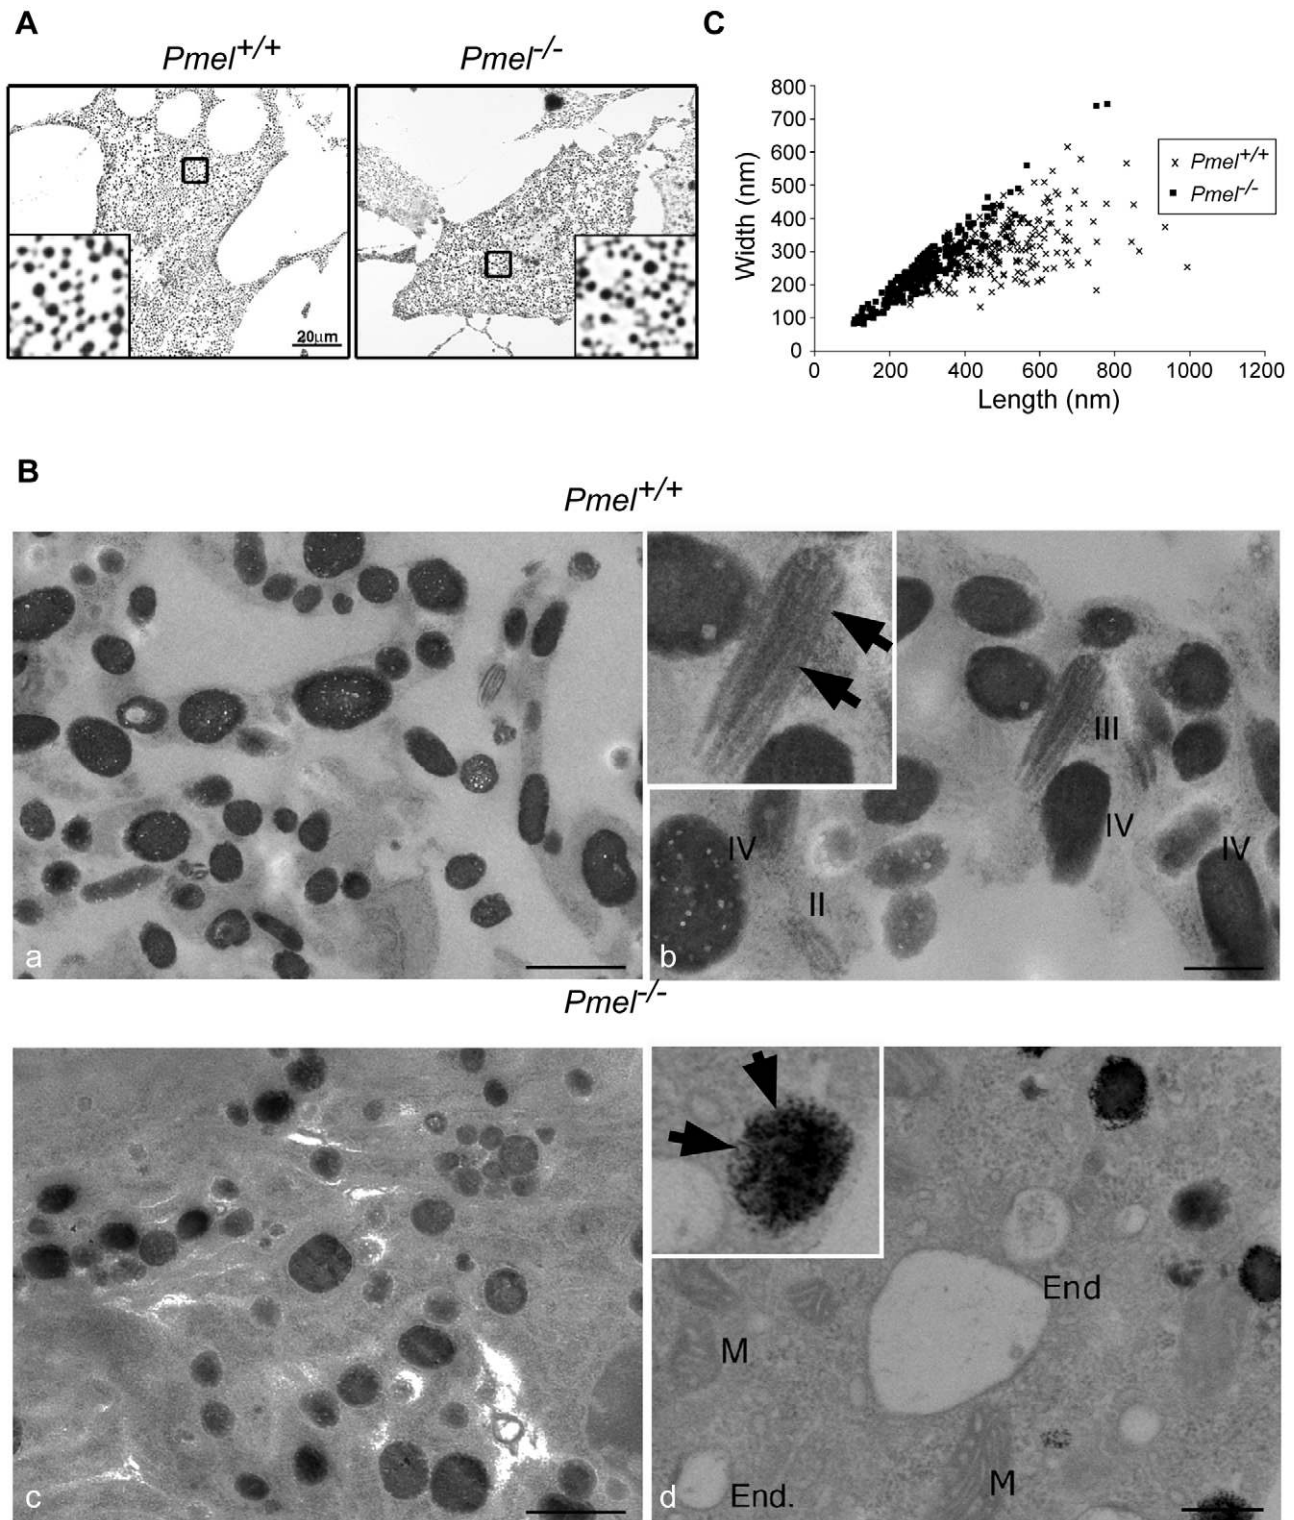 A
Pmel+/+
Pmel-/-
20µm
C
800
700
600
500
400
300
200
100
0
Width (nm)
0 200 400 600 800 1000 1200
Length (nm)
Pmel+/+
Pmel-/-
B
Pmel+/+
a
III
IV
IV
IV
II
b
Pmel-/-
c
End
M
M
End.
d